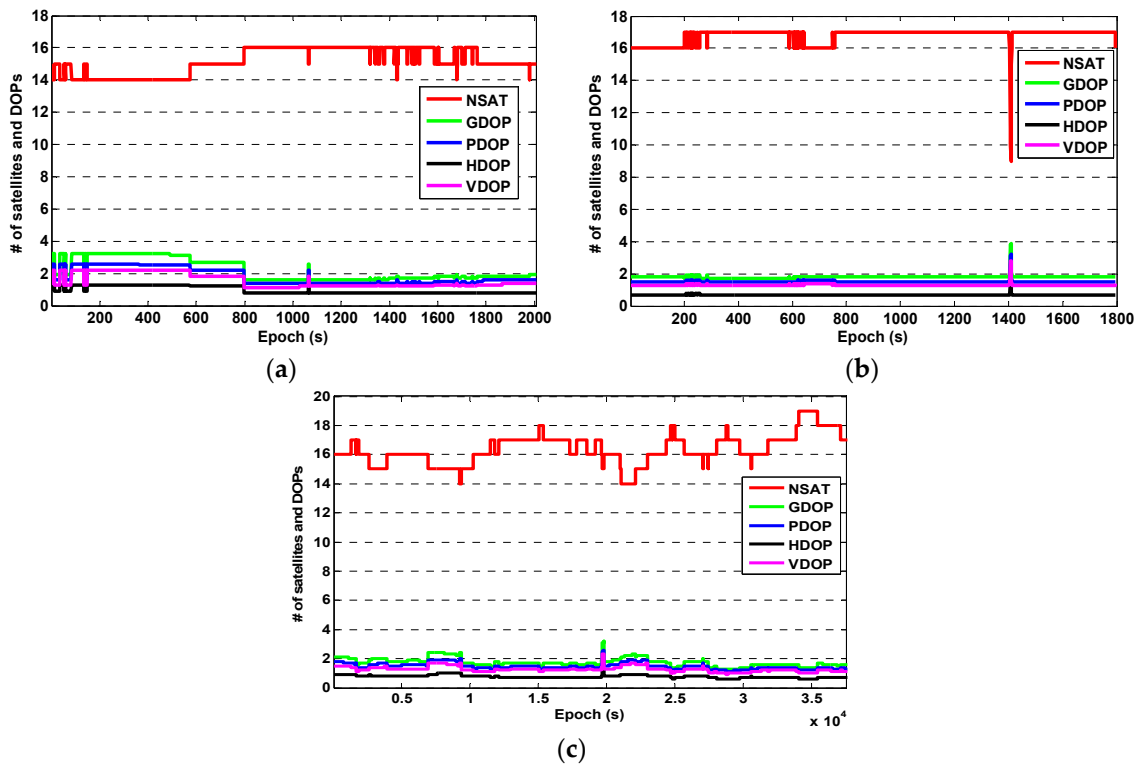 # of satellites and DOPs
18
16
14
12
10
8
6
4
2
0
NSAT
GDOP
PDOP
HDOP
VDOP
200 400 600 800 1000 1200 1400 1600 1800 2000
Epoch (s)
(a)
# of satellites and DOPs
18
16
14
12
10
8
6
4
2
0
NSAT
GDOP
PDOP
HDOP
VDOP
200 400 600 800 1000 1200 1400 1600 1800
Epoch (s)
(b)
# of satellites and DOPs
20
18
16
14
12
10
8
6
4
2
0
NSAT
GDOP
PDOP
HDOP
VDOP
0.5 1 1.5 2 2.5 3 3.5
Epoch (s)
x 10^4
(c)